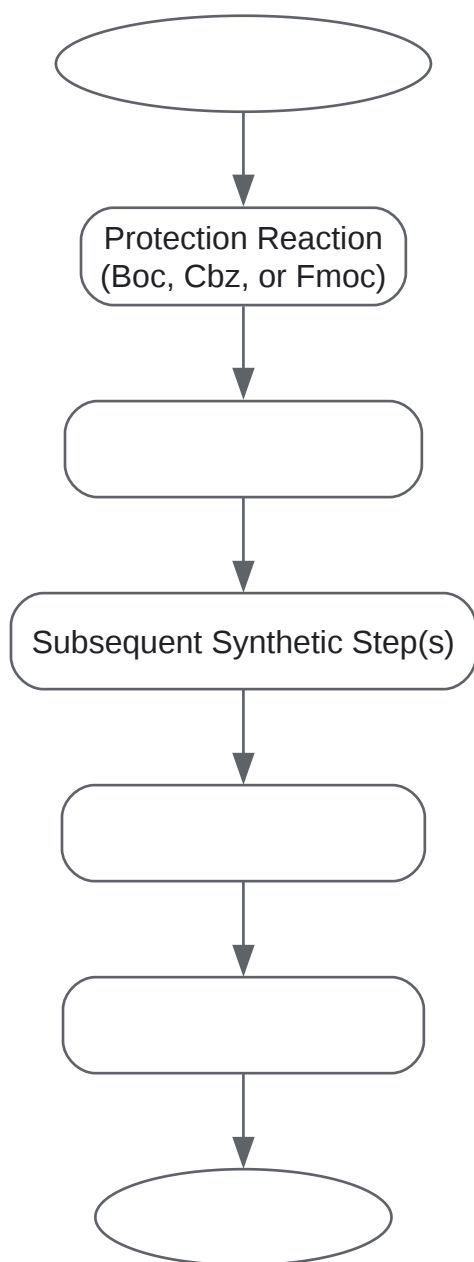 Protection Reaction
(Boc, Cbz, or Fmoc)
Subsequent Synthetic Step(s)